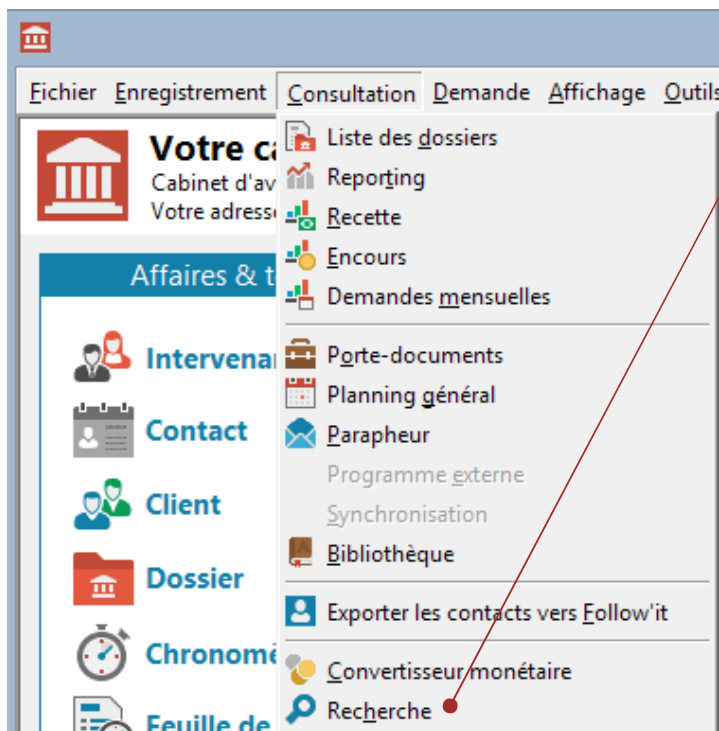 Fichier Enregistrement Consultation Demande Affichage Outils
Votre ca
Cabinet d'av
Votre adresse
Affaires & t
Intervenan
Contact
Client
Dossier
Chronomè
Feuille de
Liste des dossiers
Reporting
Recette
Encours
Demandes mensuelles
Porte-documents
Planning général
Parapheur
Programme externe
Synchronisation
Bibliothèque
Exporter les contacts vers Follow'it
Convertisseur monétaire
Recherche